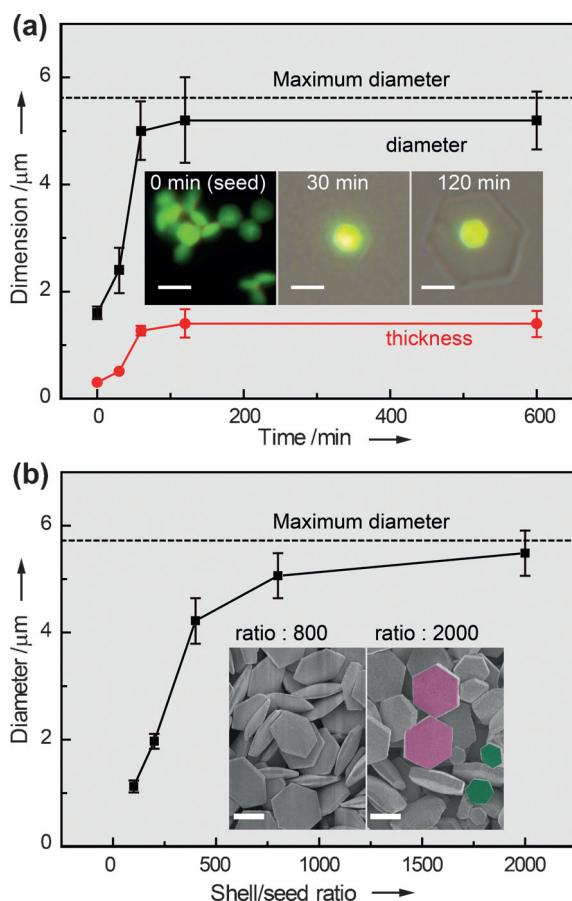 (a)
6
4
2
0
Dimension /μm
Maximum diameter
diameter
0 min (seed)
30 min
120 min
thickness
0
200
400
600
Time /min
(b)
6
4
2
0
Diameter /μm
Maximum diameter
ratio : 800
ratio : 2000
0
500
1000
1500
2000
Shell/seed ratio